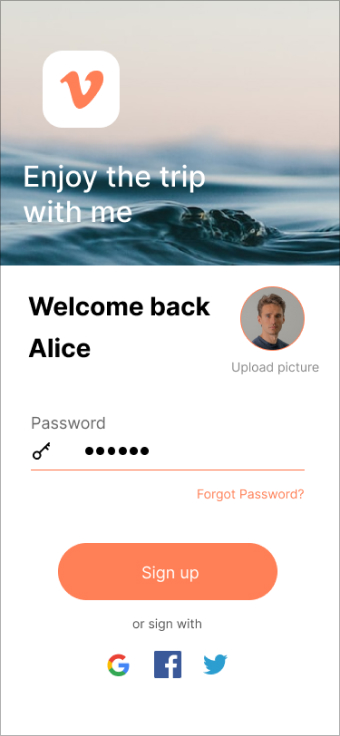 Enjoy the trip
with me
Welcome back
Alice
Upload picture
Password
Forgot Password?
Sign up
or sign with